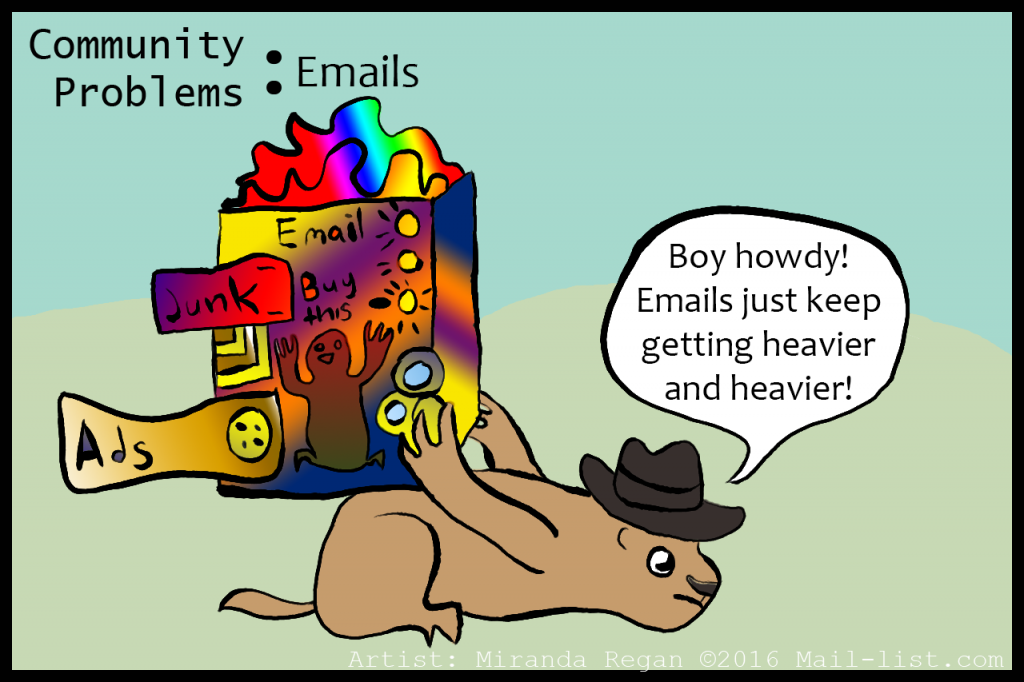 Community
Problems : Emails
Email
Junk
Buy
this
Ads
Boy howdy!
Emails just keep
getting heavier
and heavier!
Artist: Miranda Regan ©2016 Mail-list.com